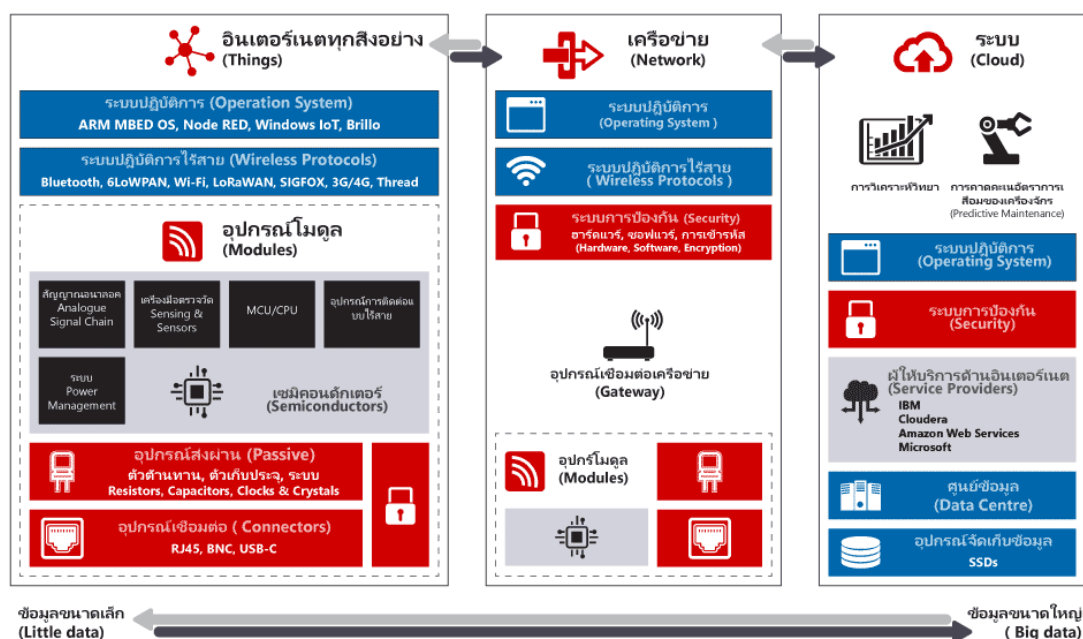 อินเตอร์เนตทุกสิ่งอย่าง
(Things)
ระบบปฏิบัติการ (Operation System)
ARM MBED OS, Node RED, Windows IoT, Brillo
ระบบปฎิบัติการไร้สาย (Wireless Protocols)
Bluetooth, 6LoWPAN, Wi-Fi, LoRaWAN, SIGFOX, 3G/4G, Thread
อุปกรณ์โมดูล
(Modules)
สัญญาณอนาลอค
Analogue
Signal Chain
เครื่องมือตรวจวัด
Sensing &
Sensors
MCU/CPU
อุปกรณ์การติดต่อแ
บบไร้สาย
ระบบ
Power
Management
เซมิคอนดักเตอร์
(Semiconductors)
อุปกรณ์ส่งผ่าน (Passive)
ตัวต้านทาน, ตัวเก็บประจุ, ระบบ
Resistors, Capacitors, Clocks & Crystals
อุปกรณ์เชื่อมต่อ ( Connectors)
RJ45, BNC, USB-C
เครือข่าย
(Network)
ระบบปฏิบัติการ
(Operating System )
ระบบปฎิบัติการไร้สาย
( Wireless Protocols )
ระบบการป้องกัน (Security)
ฮาร์ดแวร์, ซอฟแวร์, การเข้ารหัส
(Hardware, Software, Encryption)
อุปกรณ์เชื่อมต่อเครือข่าย
(Gateway)
อุปกร์โมดูล
(Modules)
ระบบ
(Cloud)
การวิเคราะห์วิทยา
การคาดคะเนอัตราการเ
สื่อมของเครื่องจักร
(Predictive Maintenance)
ระบบปฏิบัติการ
(Operating System)
ระบบการป้องกัน
(Security)
ผู้ให้บริการด้านอินเตอร์เนต
(Service Providers)
IBM
Cloudera
Amazon Web Services
Microsoft
ศูนย์ข้อมูล
(Data Centre)
อุปกรณ์จัดเก็บข้อมูล
SSDs
ข้อมูลขนาดเล็ก
(Little data)
ข้อมูลขนาดใหญ่
( Big data)